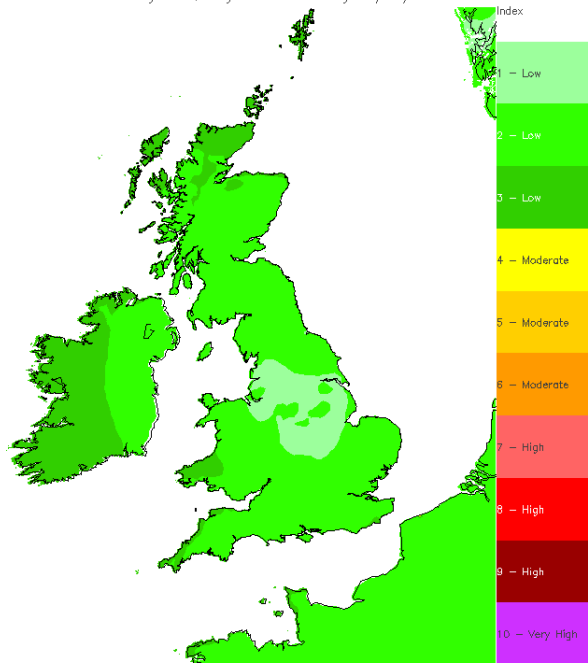 Index
1 - Low
2 - Low
3 - Low
4 - Moderate
5 - Moderate
6 - Moderate
7 - High
8 - High
9 - High
10 - Very High